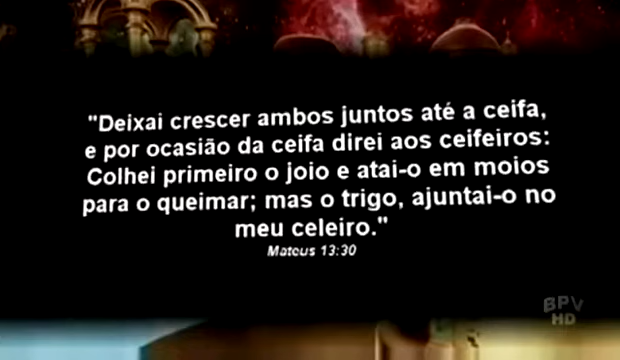 "Deixai crescer ambos juntos até a ceifa,
e por ocasião da ceifa direi aos ceifeiros:
Colhei primeiro o joio e atai-o em moios
para o queimar; mas o trigo, ajuntai-o no
meu celeiro."
Mateus 13:30
BPV
HD